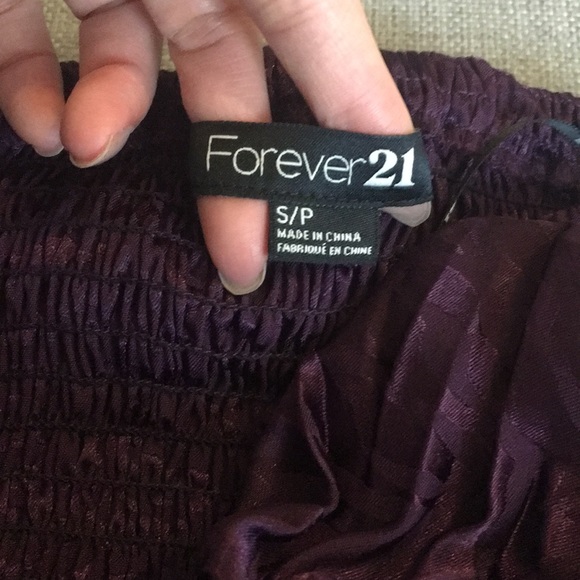 Forever21
S/P
MADE IN CHINA
FABRIQUÉ EN CHINE